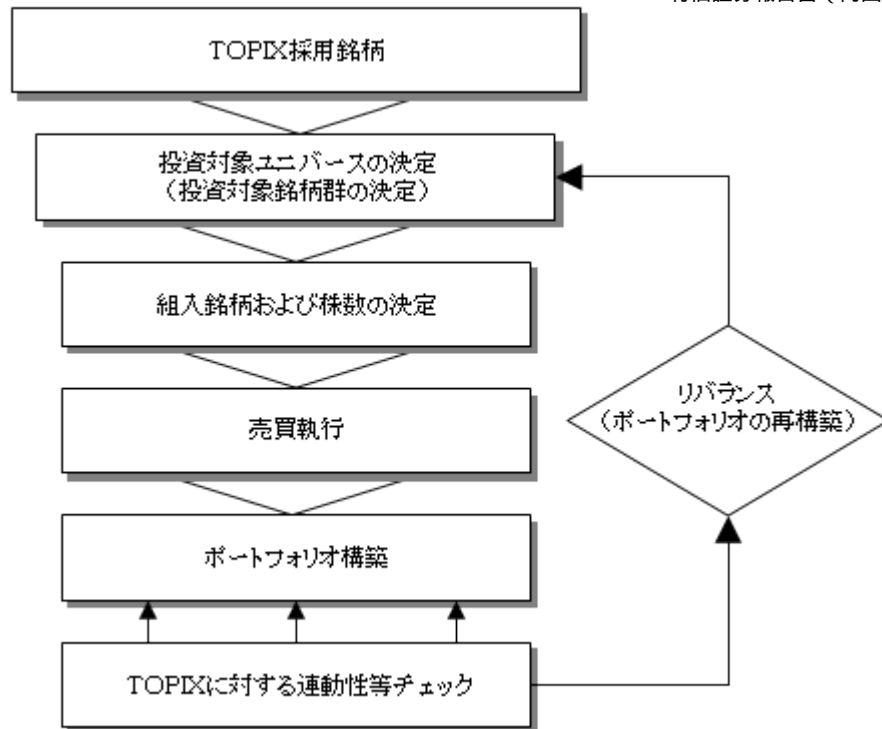 TOPIX採用銘柄
投資対象ユニバースの決定
（投資対象銘柄群の決定）
組入銘柄および株数の決定
売買執行
リバランス
（ポートフォリオの再構築）
ポートフォリオ構築
TOPIXに対する連動性等チェック